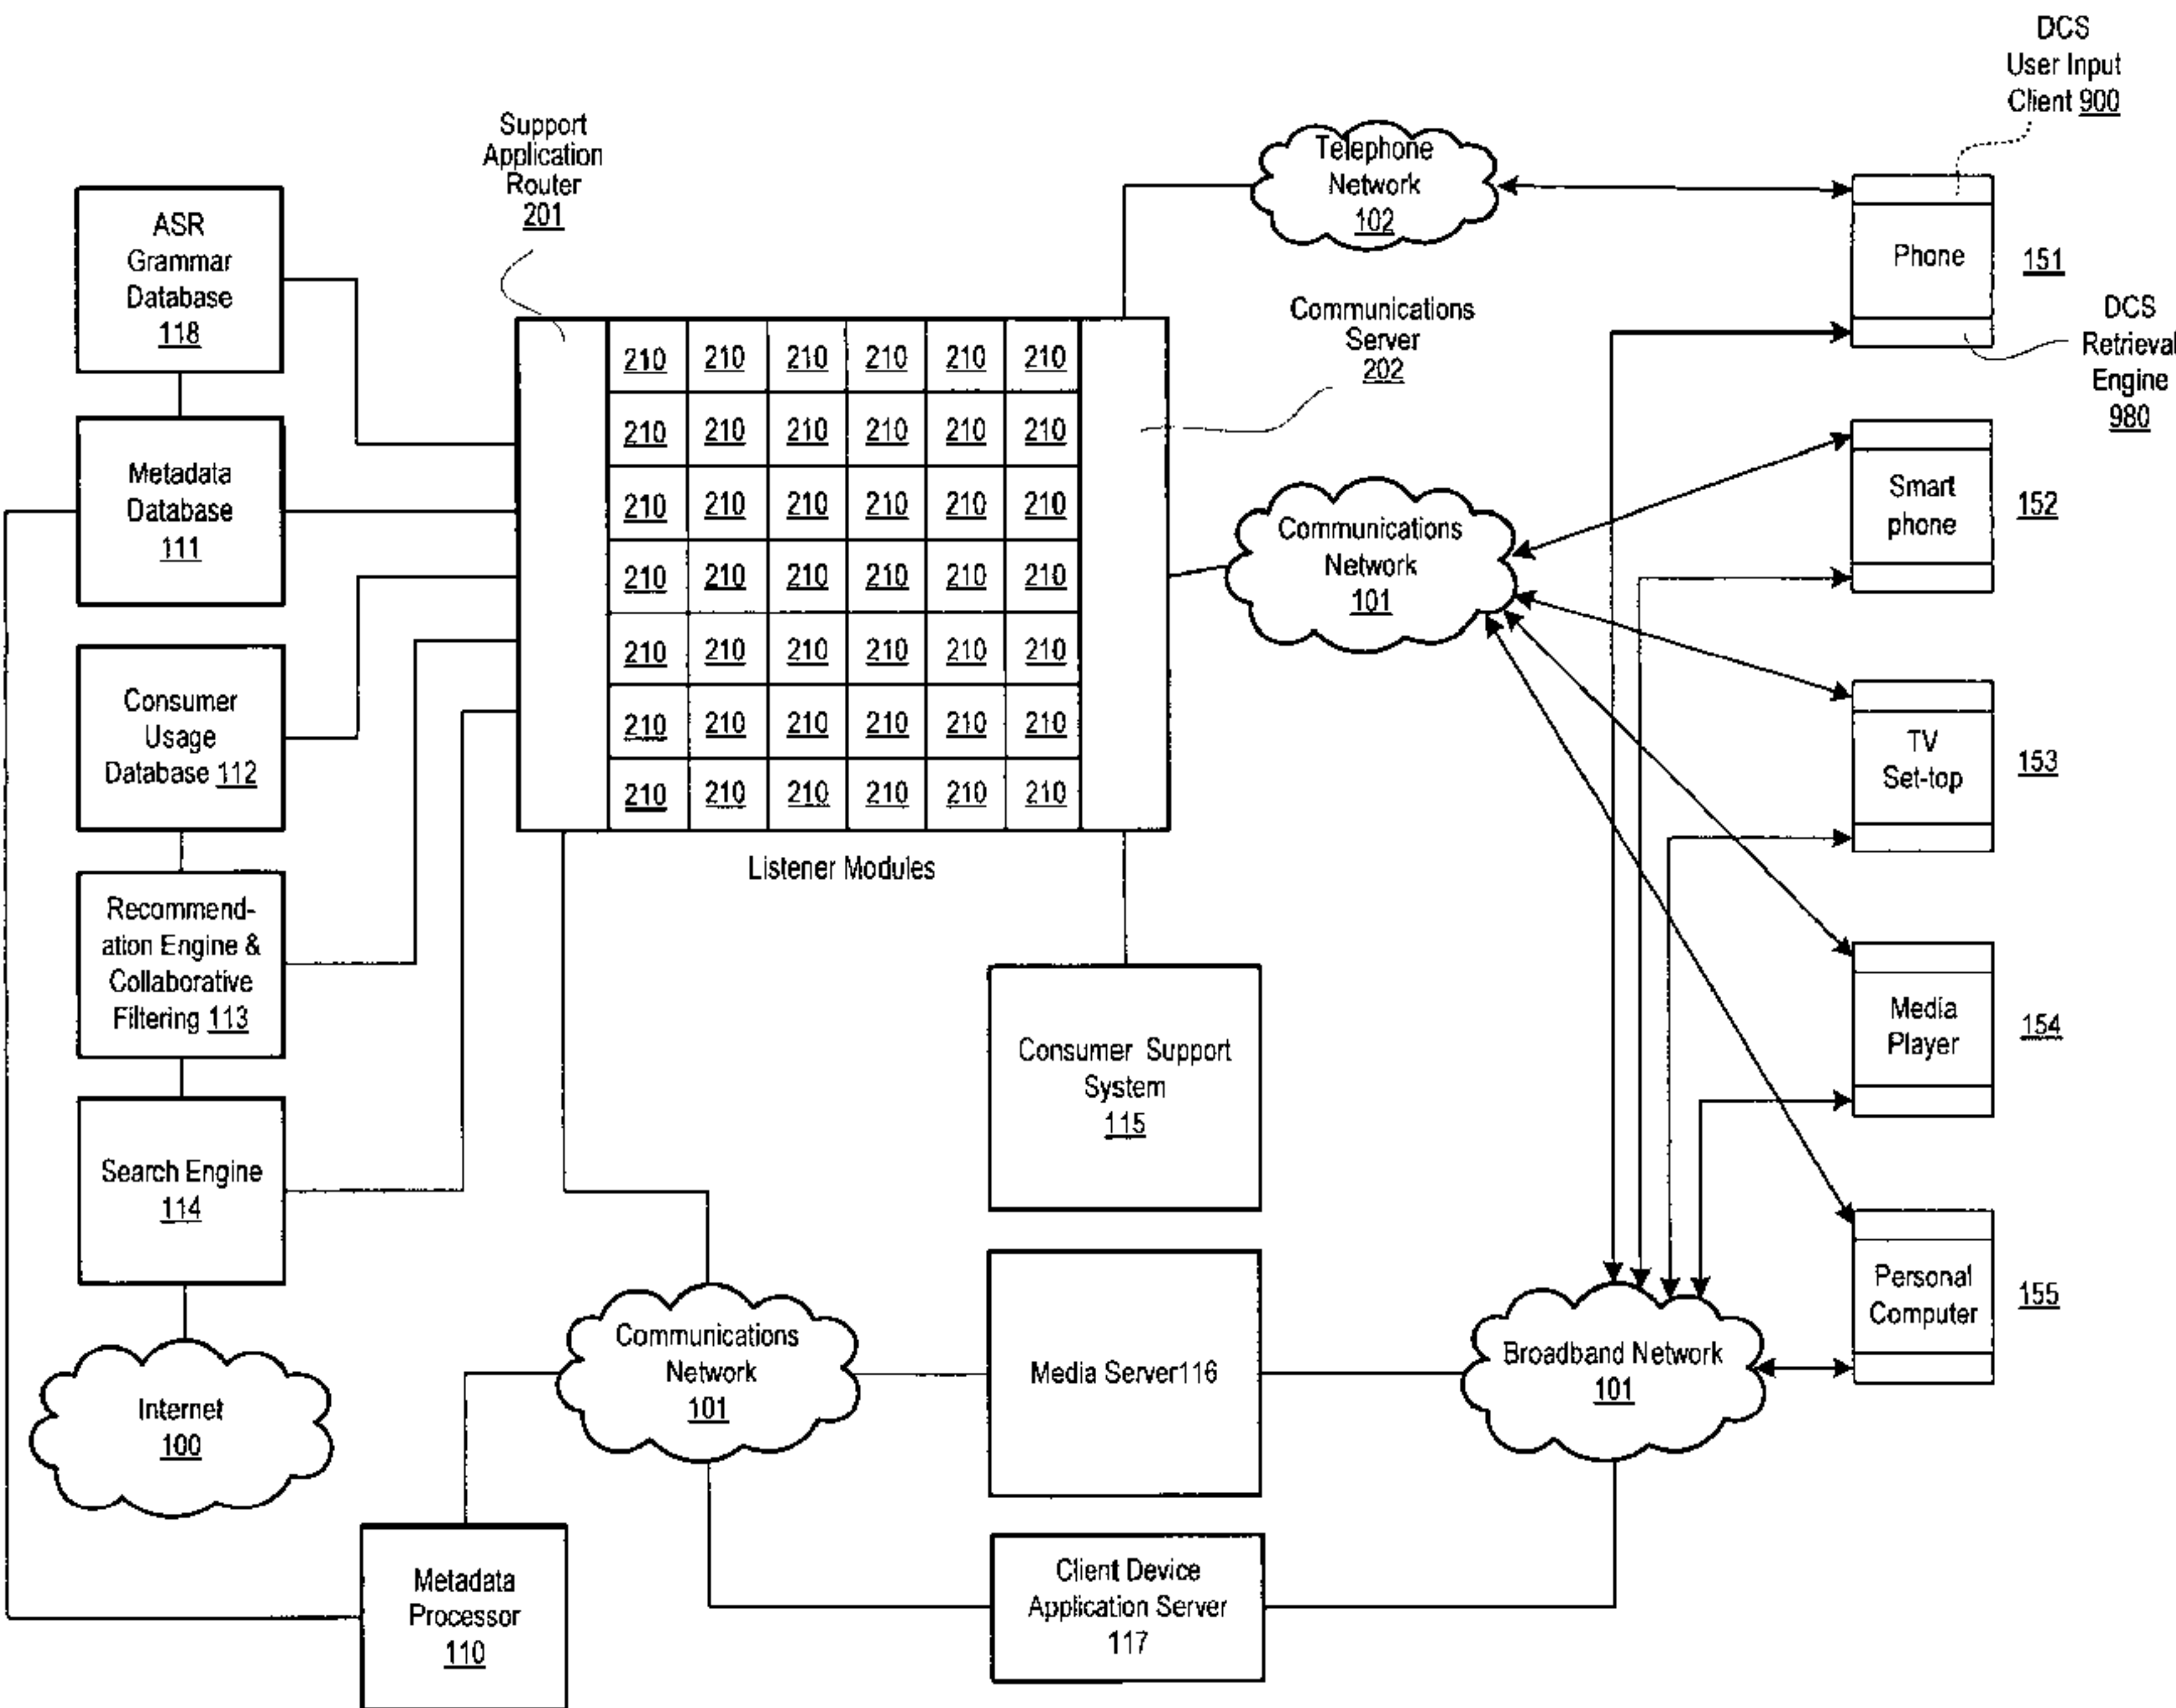 DCS
User Input
Client 900
Support
Application
Router
201
Telephone
Network
102
ASR
Grammar
Database
118
Phone
151
Communications
Server
202
DCS
Retrieval
Engine
980
210 210 210 210 210 210
210 210 210 210 210 210
210 210 210 210 210 210
210 210 210 210 210 210
210 210 210 210 210 210
210 210 210 210 210 210
210 210 210 210 210 210
Listener Modules
Metadata
Database
111
Communications
Network
101
Smart
phone
152
Consumer
Usage
Database 112
TV
Set-top
153
Recommend-
ation Engine &
Collaborative
Filtering 113
Consumer Support
System
115
Media
Player
154
Search Engine
114
Personal
Computer
155
Internet
100
Communications
Network
101
Media Server116
Broadband Network
101
Metadata
Processor
110
Client Device
Application Server
117